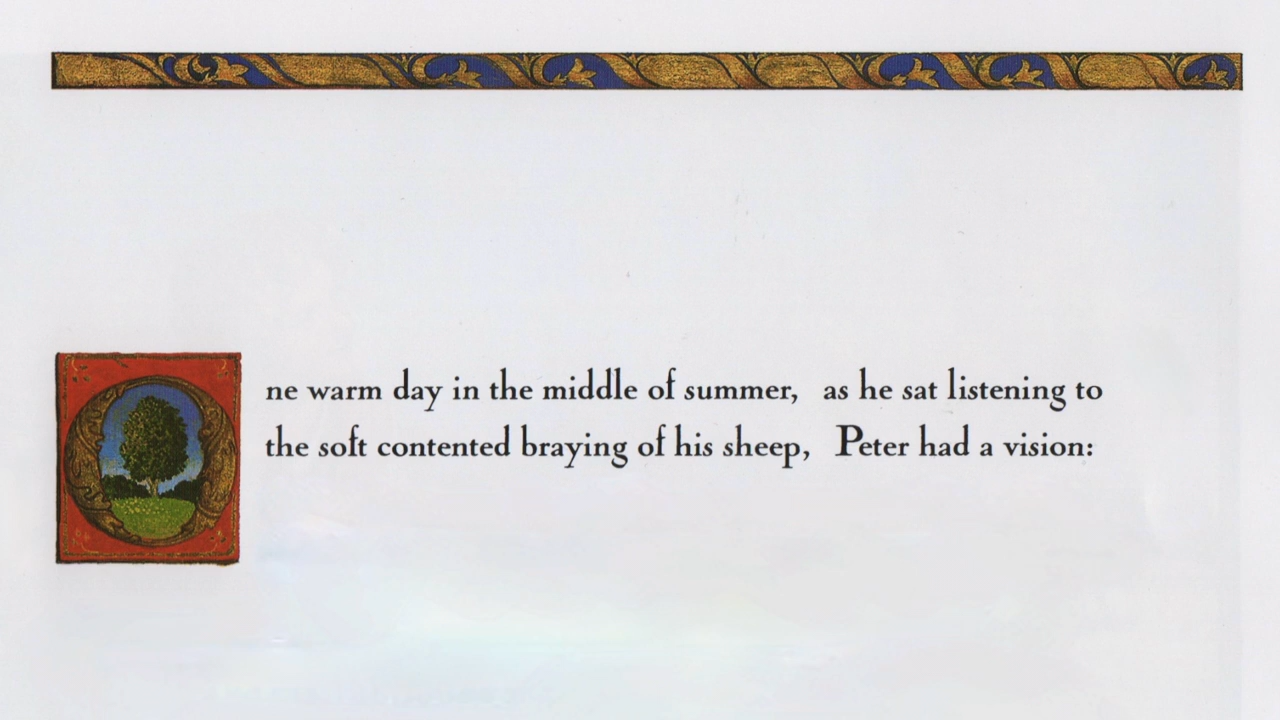 One warm day in the middle of summer, as he sat listening to
the soft contented braying of his sheep, Peter had a vision: